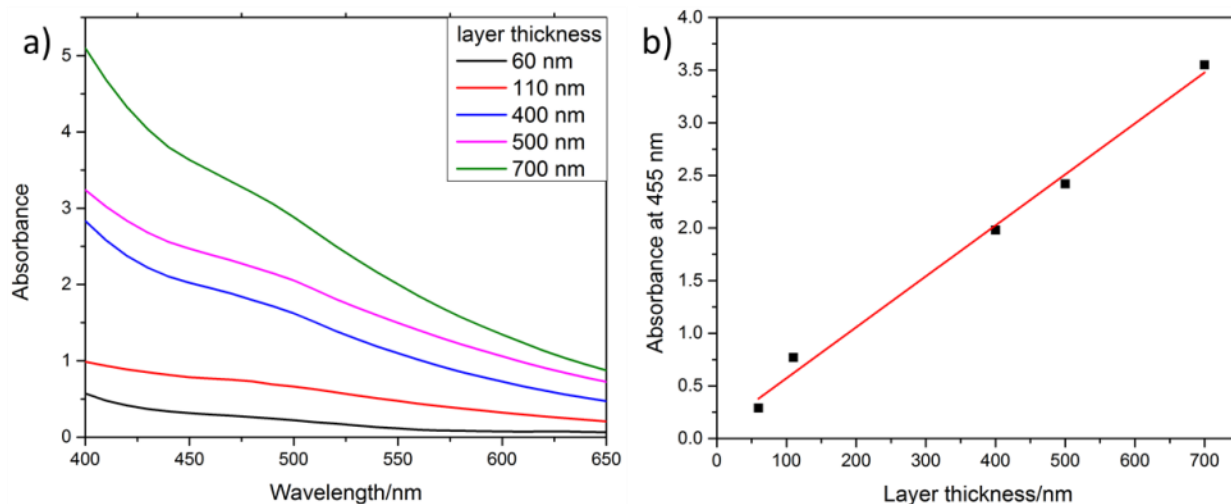 a)
layer thickness
60 nm
110 nm
400 nm
500 nm
700 nm
5
4
3
2
1
0
Absorbance
400 450 500 550 600 650
Wavelength/nm
b)
4.0
3.5
3.0
2.5
2.0
1.5
1.0
0.5
0.0
Absorbance at 455 nm
0 100 200 300 400 500 600 700
Layer thickness/nm